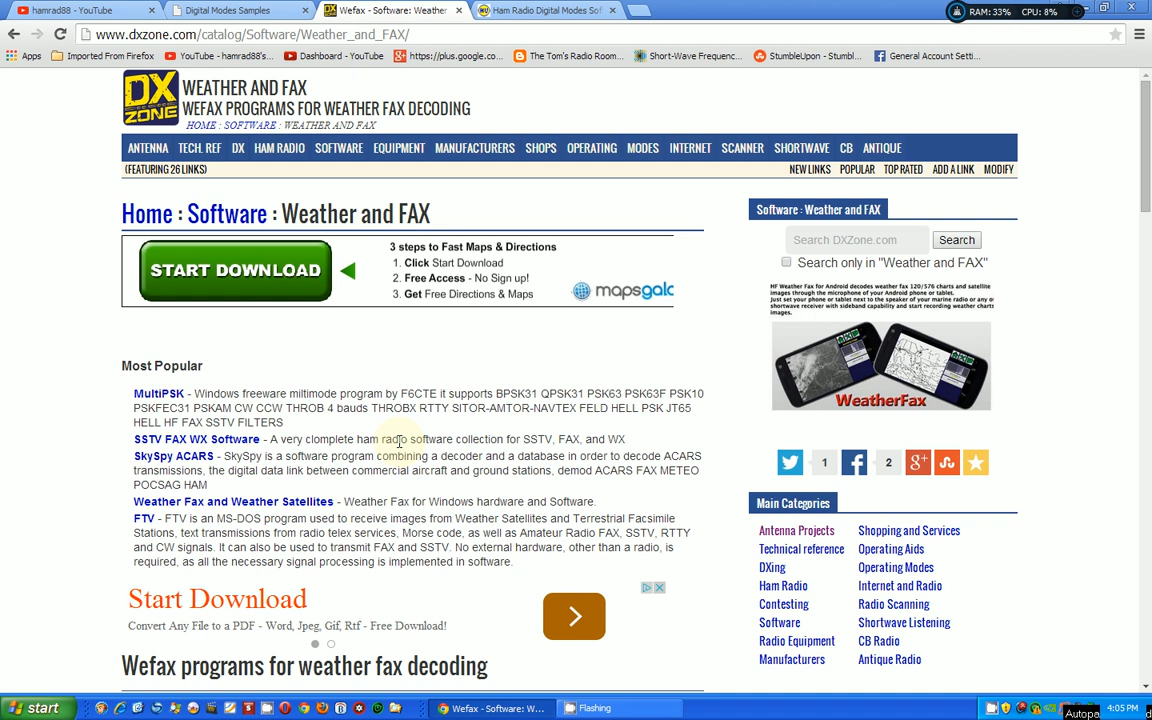 hamrad88 - YouTube
Digital Modes Samples
Wefax - Software: Weather
Ham Radio Digital Modes Sof
RAM: 33% CPU: 8%
www.dxzone.com/catalog/Software/Weather_and_FAX/
Apps
Imported From Firefox
YouTube - hamrad88's...
Dashboard - YouTube
https://plus.google.co...
The Tom's Radio Room...
Short-Wave Frequenc...
StumbleUpon - Stumbl...
General Account Setti...
DX ZONE
WEATHER AND FAX
WEFAX PROGRAMS FOR WEATHER FAX DECODING
HOME : SOFTWARE : WEATHER AND FAX
ANTENNA TECH. REF DX HAM RADIO SOFTWARE EQUIPMENT MANUFACTURERS SHOPS OPERATING MODES INTERNET SCANNER SHORTWAVE CB ANTIQUE
(FEATURING 26 LINKS)
NEW LINKS POPULAR TOP RATED ADD A LINK MODIFY
Home : Software : Weather and FAX
START DOWNLOAD
3 steps to Fast Maps & Directions
1. Click Start Download
2. Free Access - No Sign up!
3. Get Free Directions & Maps
mapsgalc
Most Popular
MultiPSK - Windows freeware miltimode program by F6CTE it supports BPSK31 QPSK31 PSK63 PSK63F PSK10
PSKFEC31 PSKAM CW CCW THROB 4 bauds THROBX RTTY SITOR-AMTOR-NAVTEX FELD HELL PSK JT65
HELL HF FAX SSTV FILTERS
SSTV FAX WX Software - A very clomplete ham radio software collection for SSTV, FAX, and WX
SkySpy ACARS - SkySpy is a software program combining a decoder and a database in order to decode ACARS
transmissions, the digital data link between commercial aircraft and ground stations, demod ACARS FAX METEO
POCSAG HAM
Weather Fax and Weather Satellites - Weather Fax for Windows hardware and Software.
FTV - FTV is an MS-DOS program used to receive images from Weather Satellites and Terrestrial Facsimile
Stations, text transmissions from radio telex services, Morse code, as well as Amateur Radio FAX, SSTV, RTTY
and CW signals. It can also be used to transmit FAX and SSTV. No external hardware, other than a radio, is
required, as all the necessary signal processing is implemented in software.
Start Download
Convert Any File to a PDF - Word, Jpeg, Gif, Rtf - Free Download!
Wefax programs for weather fax decoding
Software : Weather and FAX
Search DXZone.com
Search
Search only in "Weather and FAX"
HF Weather Fax for Android decodes weather fax 120/576 charts and satellite
images through the microphone of your Android phone or tablet.
Just set your phone or tablet next to the speaker of your marine radio or any o
shortwave receiver with sideband capability and start recording weather charts
images.
WeatherFax
1
2
Main Categories
Antenna Projects
Technical reference
DXing
Ham Radio
Contesting
Software
Radio Equipment
Manufacturers
Shopping and Services
Operating Aids
Operating Modes
Internet and Radio
Radio Scanning
Shortwave Listening
CB Radio
Antique Radio
start
Wefax - Software: W...
Flashing
4:05 PM
Autopa